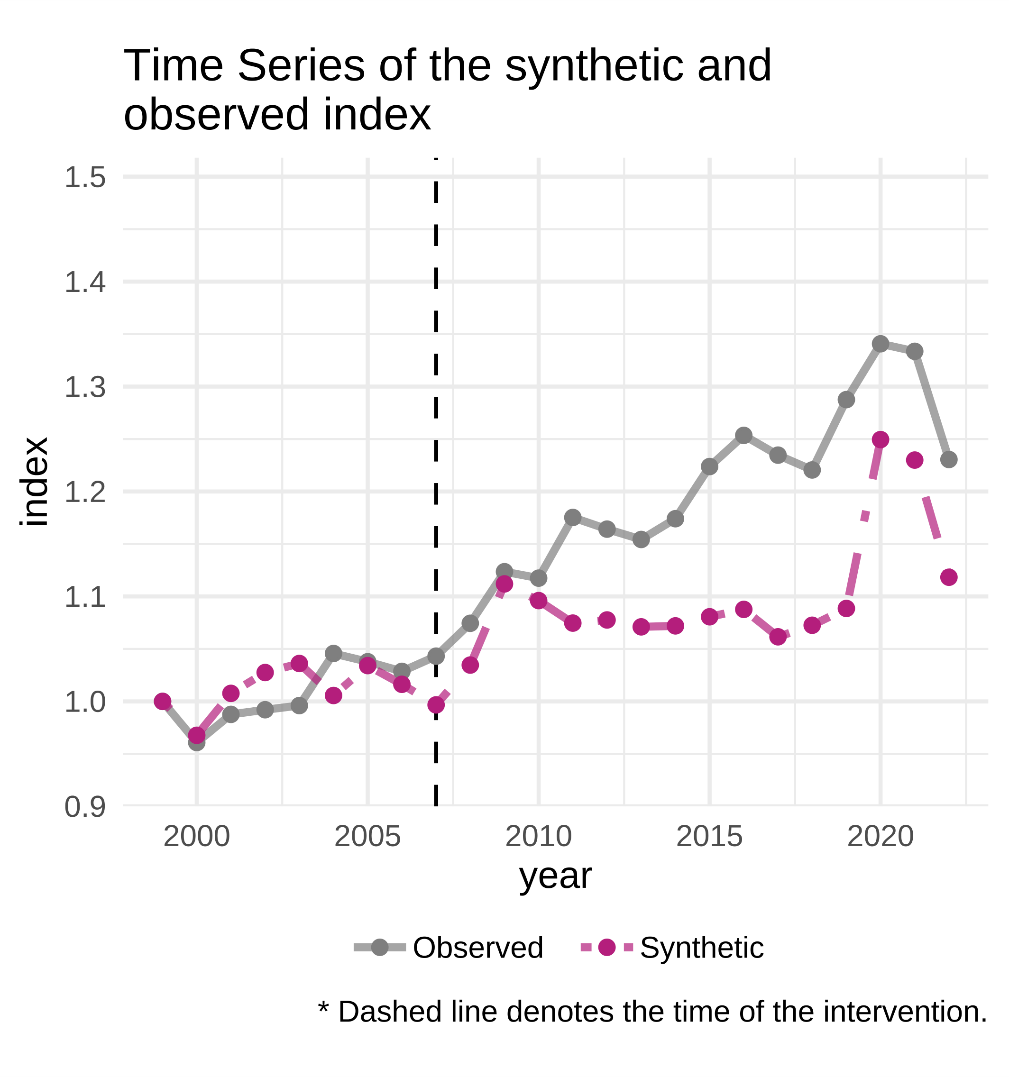 Time Series of the synthetic and
observed index
1.5
1.4
1.3
1.2
1.1
1.0
0.9
index
2000 2005 2010 2015 2020
year
Observed Synthetic
* Dashed line denotes the time of the intervention.